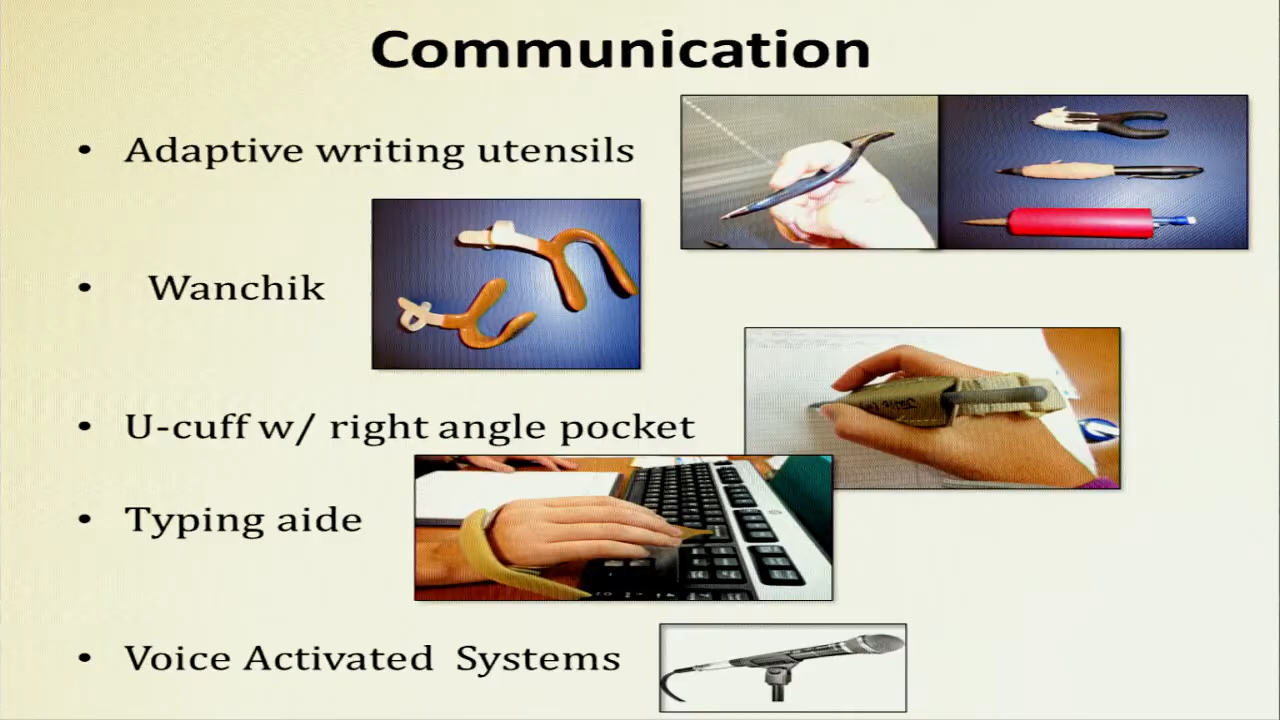 Communication
• Adaptive writing utensils
• Wanchik
• U-cuff w/ right angle pocket
• Typing aide
• Voice Activated Systems